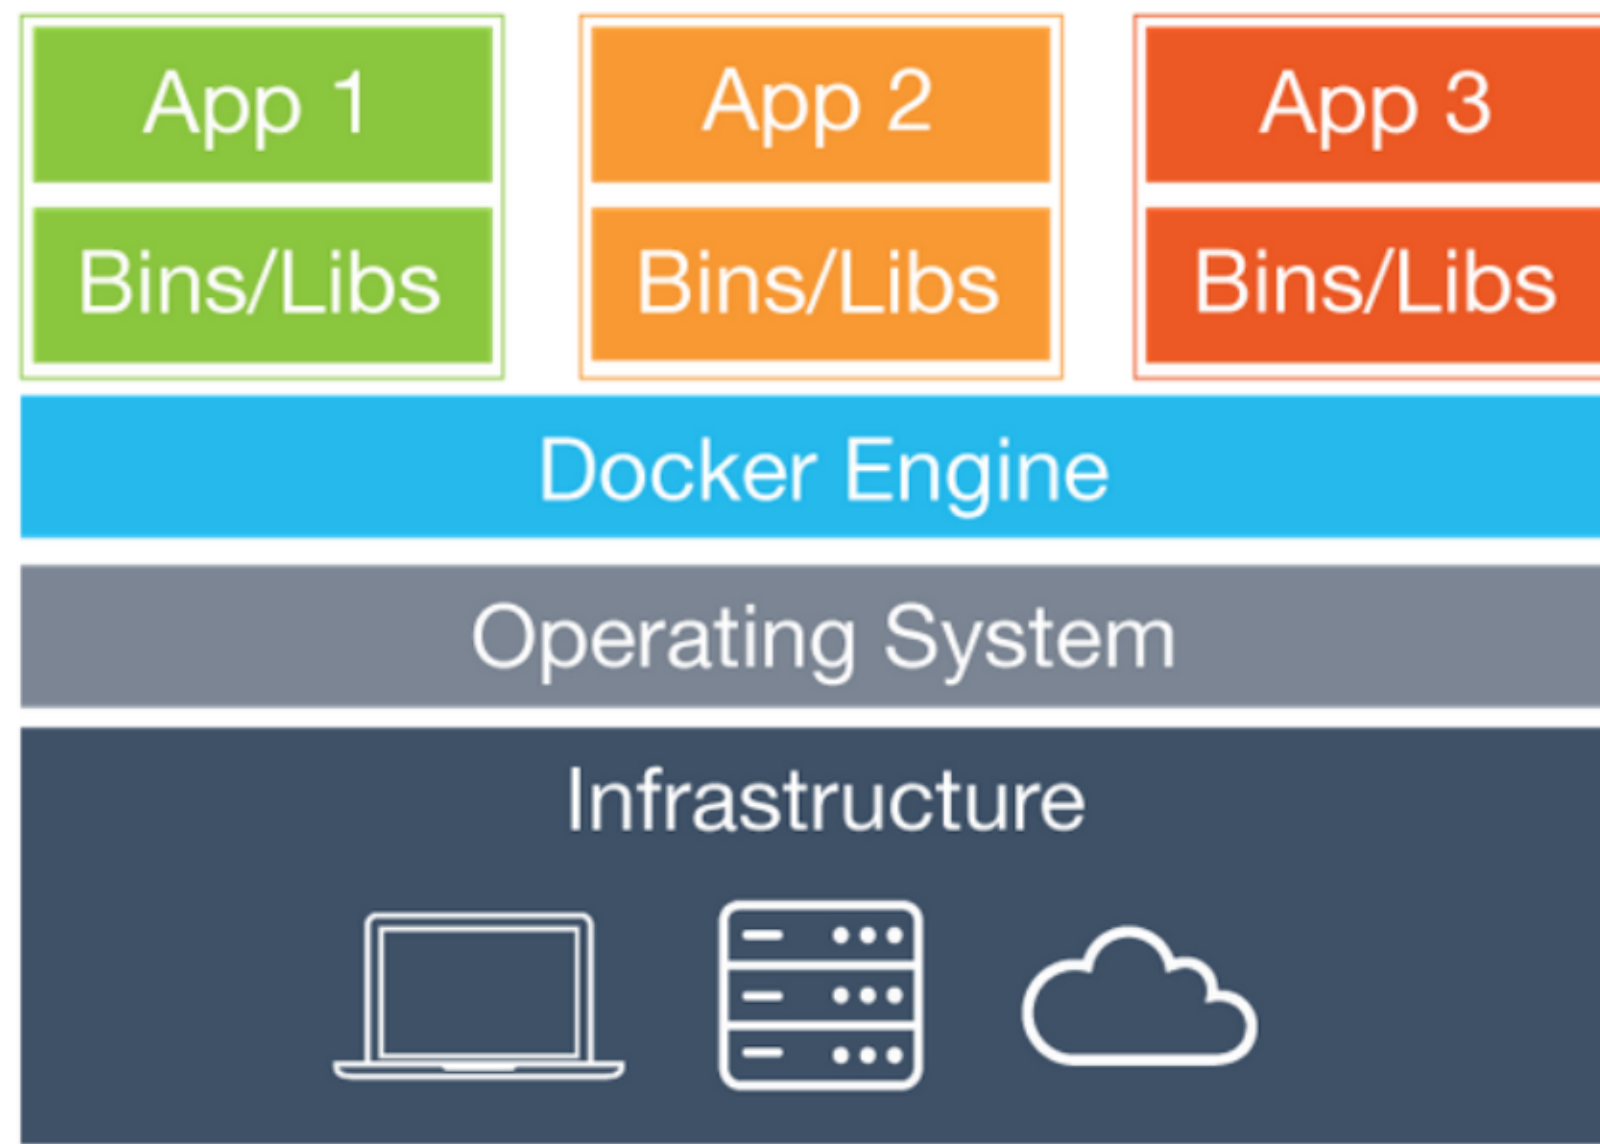 App 1
App 2
App 3
Bins/Libs
Bins/Libs
Bins/Libs
Docker Engine
Operating System
Infrastructure